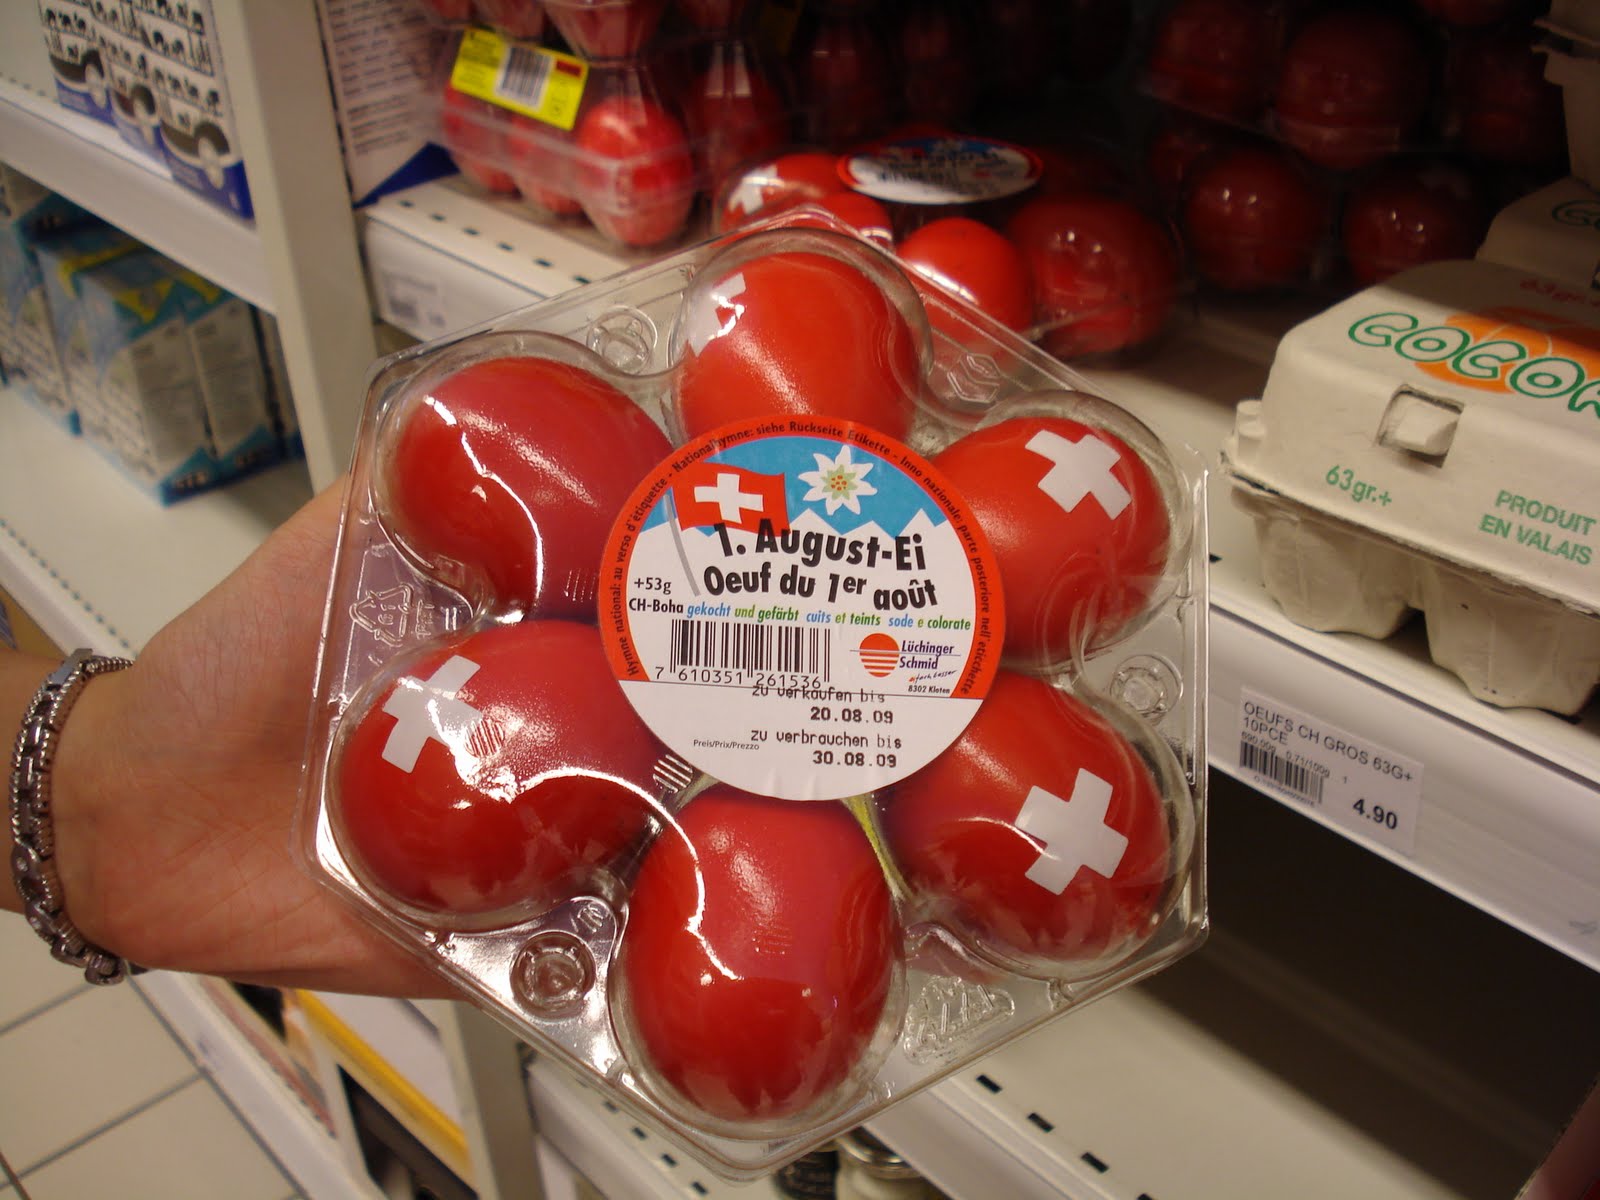 Hymne national: au verso d'étiquette - Nationalhymne: siehe Rückseite Etikette - Inno nazionale: parte posteriore nell'eticchette
1. August-Ei
Oeuf du 1er août
+53g
CH-Boha gekocht und gefärbt cuits et teints sode e colorate
7 610351 261536
Lüchinger
Schmid
8302 Kloten
zu verkaufen bis
20.08.09
Preis/Prix/Prezzo
zu verbrauchen bis
30.08.09
COCOR
63gr.+
PRODUIT
EN VALAIS
OEUFS CH GROS 63G+
10PCE
4.90